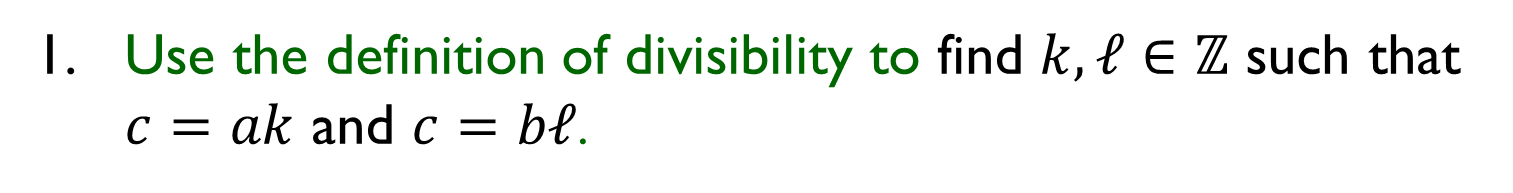 1. Use the definition of divisibility to find 𝑘, ℓ ∈ ℤ such that
𝑐 = 𝑎𝑘 and 𝑐 = 𝑏ℓ.